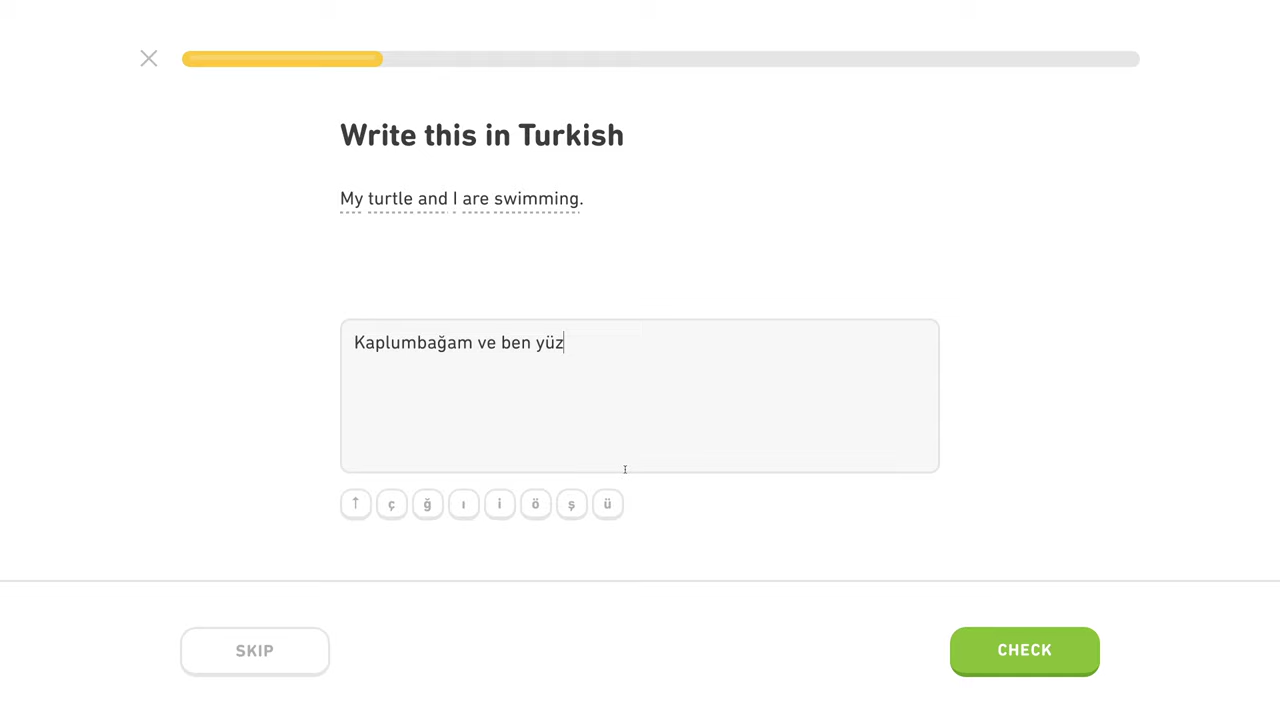 Write this in Turkish
My turtle and I are swimming.
Kaplumbağam ve ben yüz
↑ ç ğ ı i ö ş ü
SKIP
CHECK